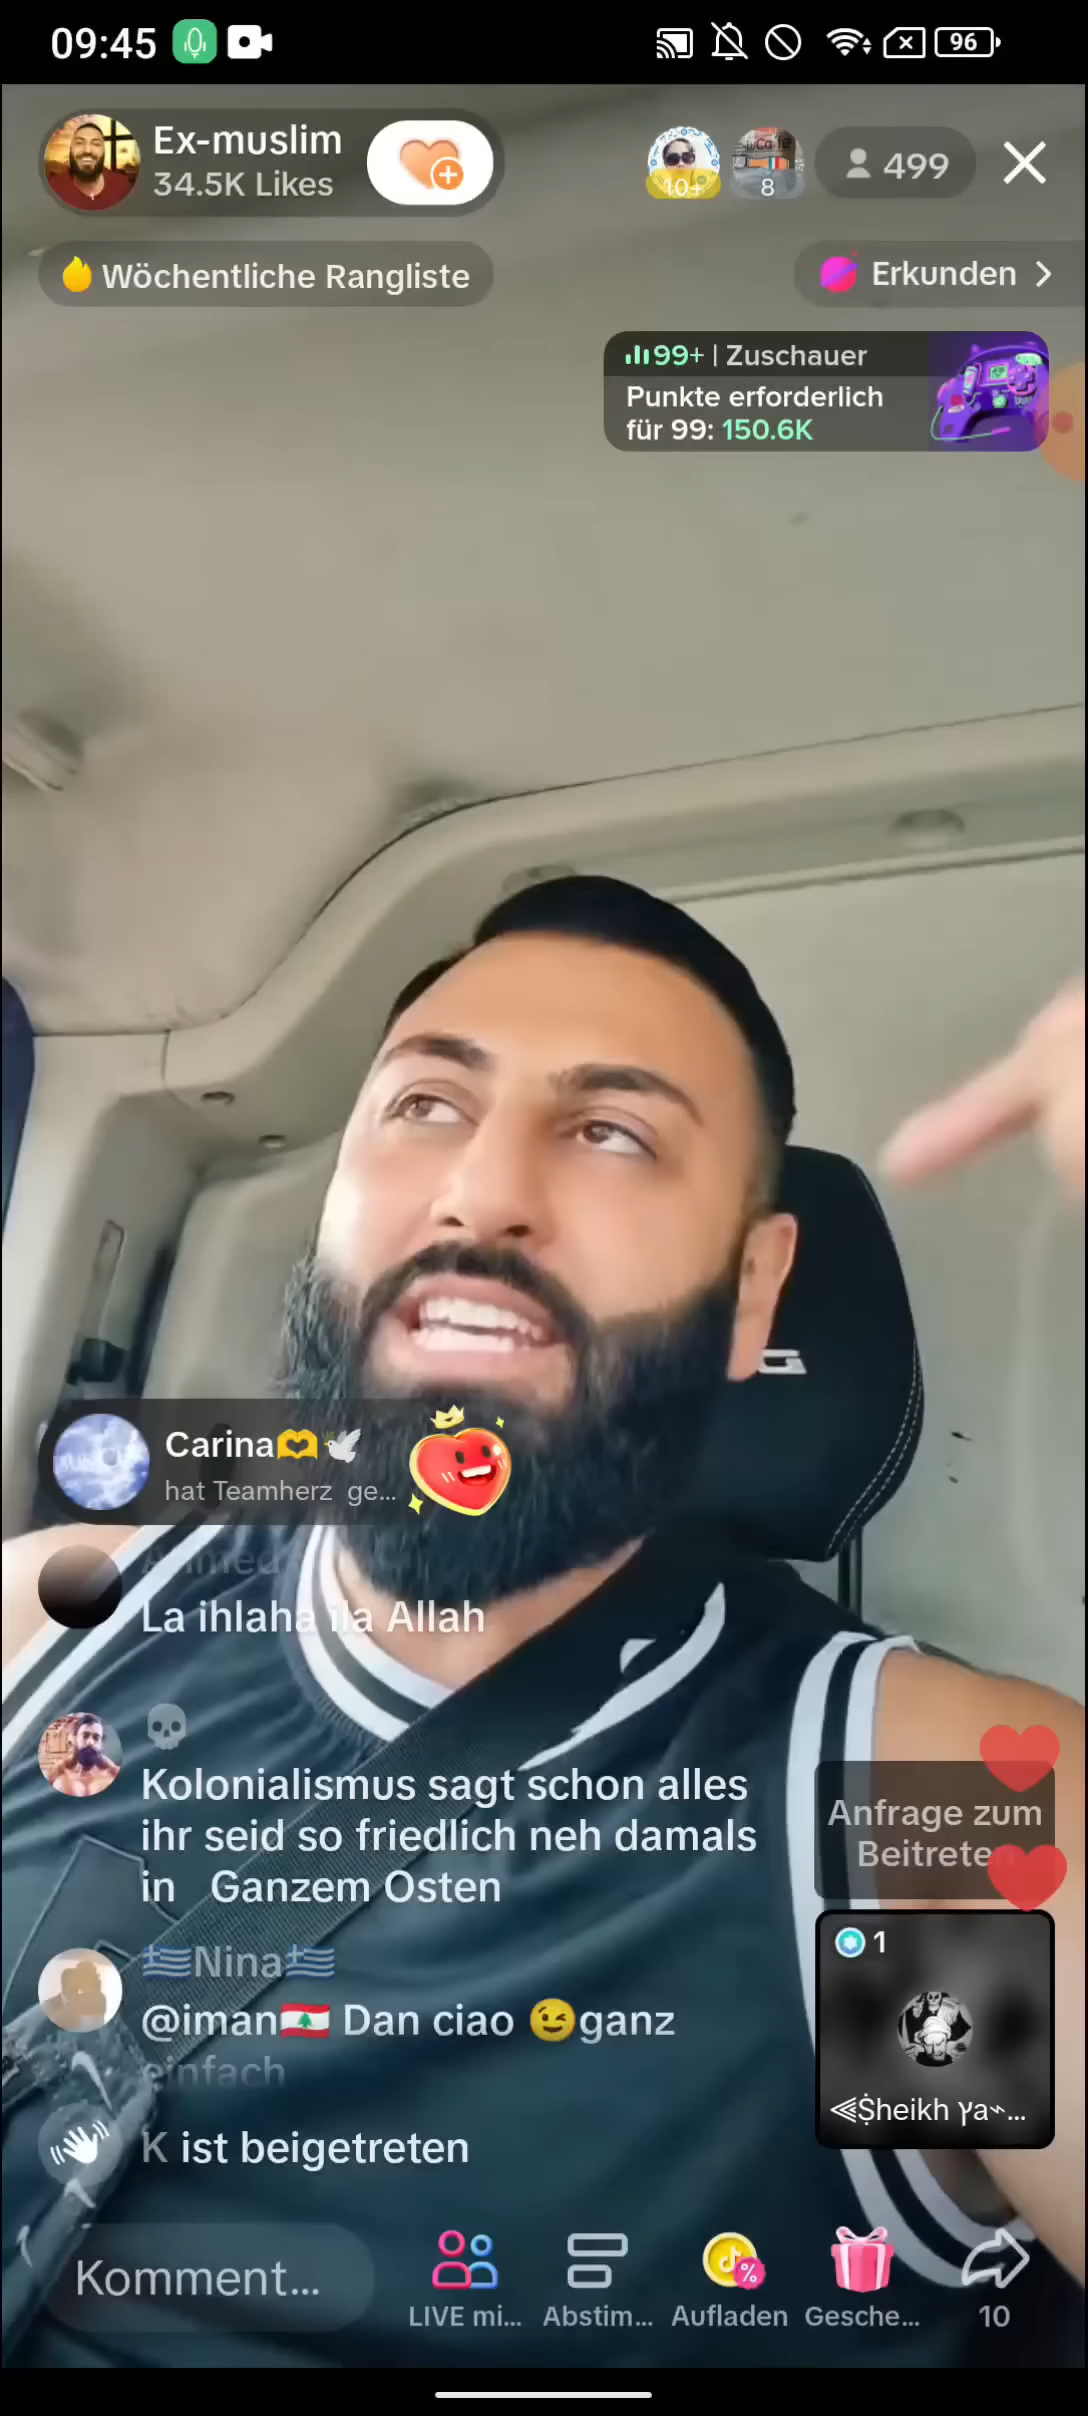 09:45
96
Ex-muslim
34.5K Likes
10+
8
499
Wöchentliche Rangliste
Erkunden
99+ | Zuschauer
Punkte erforderlich
für 99: 150.6K
Carina🫶🕊
hat Teamherz ge...
Ahmed
La ihlaha ila Allah
💀
Kolonialismus sagt schon alles
ihr seid so friedlich neh damals
in Ganzem Osten
🇬🇷Nina🇬🇷
@iman🇱🇧 Dan ciao 😉ganz
einfach
K ist beigetreten
Anfrage zum
Beitreten
1
Komment...
LIVE mi...
Abstim...
Aufladen
Gesche...
10